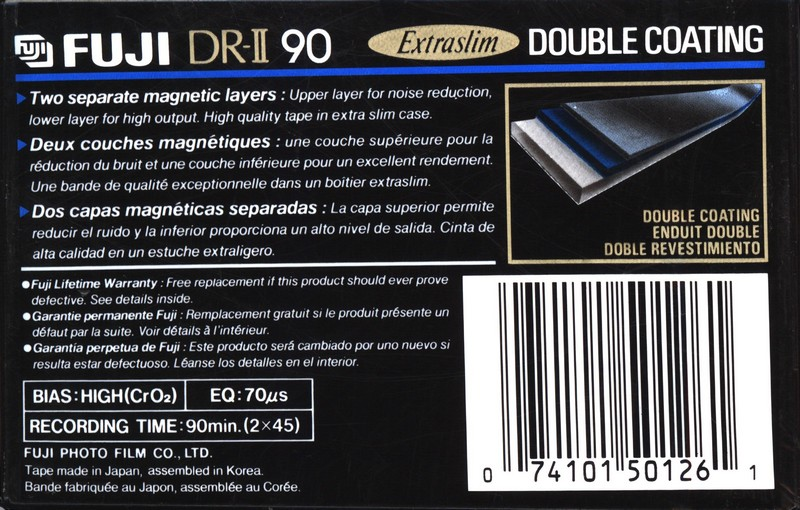 FUJI FUJI DR-II 90 Extraslim DOUBLE COATING
Two separate magnetic layers : Upper layer for noise reduction,
lower layer for high output. High quality tape in extra slim case.
Deux couches magnétiques : une couche supérieure pour la
réduction du bruit et une couche inférieure pour un excellent rendement.
Une bande de qualité exceptionnelle dans un boîtier extraslim.
Dos capas magnéticas separadas : La capa superior permite
reducir el ruido y la inferior proporciona un alto nivel de salida. Cinta de
alta calidad en un estuche extraligero.
DOUBLE COATING
ENDUIT DOUBLE
DOBLE REVESTIMIENTO
●Fuji Lifetime Warranty : Free replacement if this product should ever prove
defective. See details inside.
●Garantie permanente Fuji : Remplacement gratuit si le produit présente un
défaut par la suite. Voir détails à l'intérieur.
●Garantía perpetua de Fuji : Este producto será cambiado por uno nuevo si
resulta estar defectuoso. Léanse los detalles en el interior.
BIAS:HIGH(CrO₂) EQ:70μs
RECORDING TIME:90min.(2×45)
FUJI PHOTO FILM CO., LTD.
Tape made in Japan, assembled in Korea.
Bande fabriquée au Japon, assemblée au Corée.
0 74101 50126 1